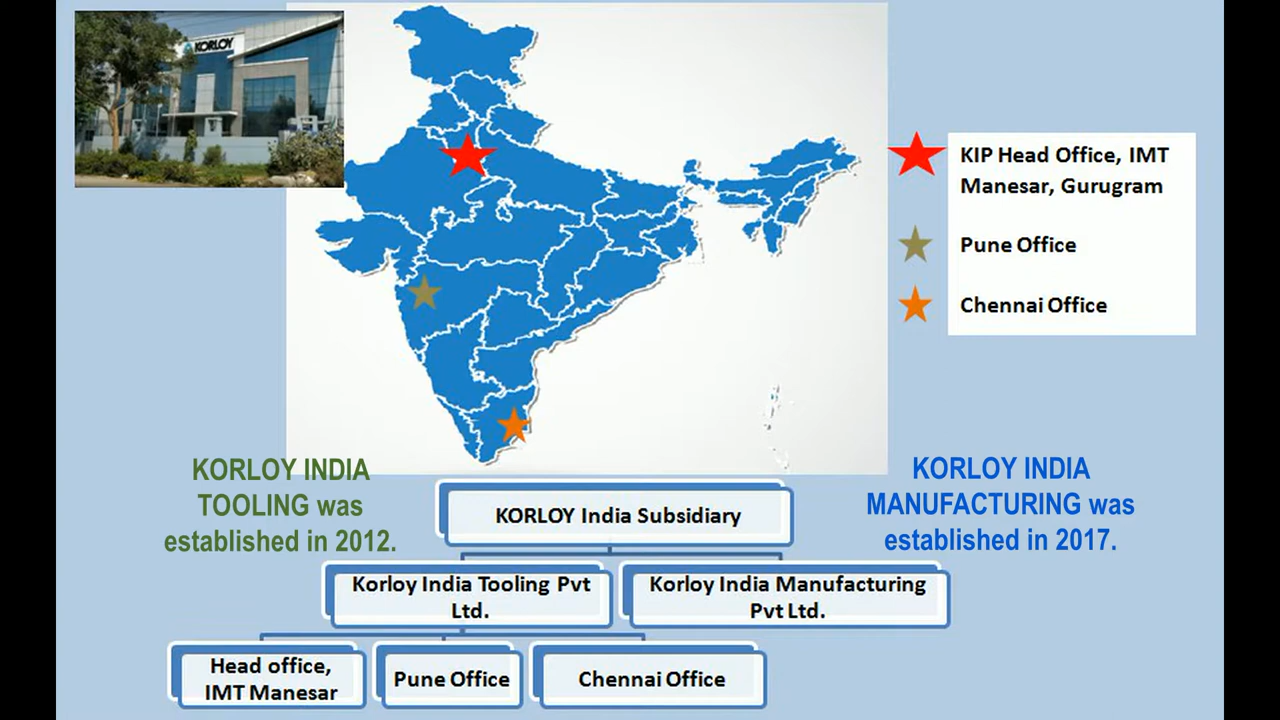 KORLOY
KIP Head Office, IMT
Manesar, Gurugram
Pune Office
Chennai Office
KORLOY INDIA
TOOLING was
established in 2012.
KORLOY INDIA
MANUFACTURING was
established in 2017.
KORLOY India Subsidiary
Korloy India Tooling Pvt
Ltd.
Korloy India Manufacturing
Pvt Ltd.
Head office,
IMT Manesar
Pune Office
Chennai Office